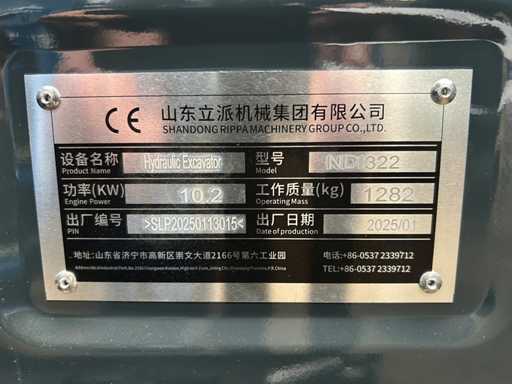 CE 山东立派机械集团有限公司
SHANDONG RIPPA MACHINERY GROUP CO.,LTD.
设备名称 Hydraulic Excavator 型号 NDI322
Product Name Model
功率(KW) 10.2 工作质量(kg) 1282
Engine Power Operating Mass
出厂编号 >SLP20250113015< 出厂日期 2025/01
PIN Date of production
地址:山东省济宁市高新区崇文大道2166号第六工业园 电话:+86-0537 2339712
TEL:+86-0537 2339712